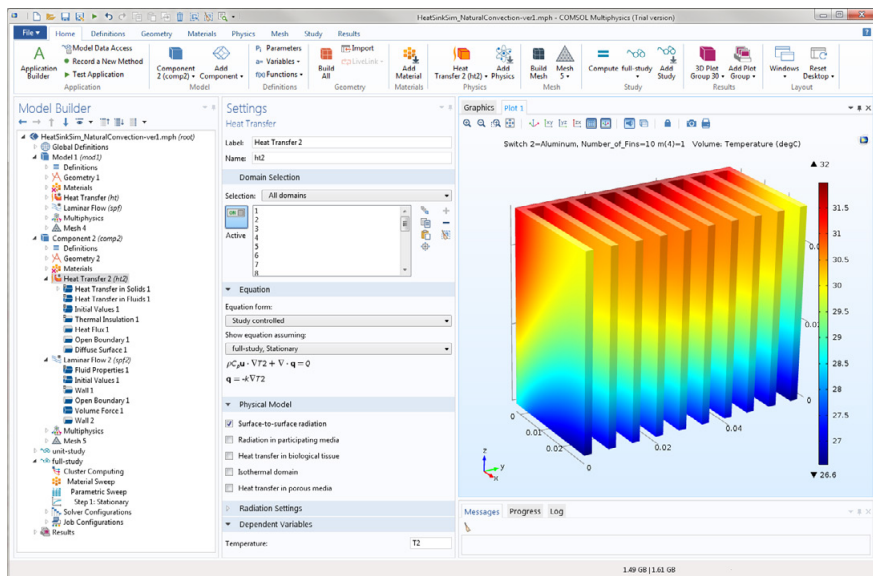 HeatSinkSim_NaturalConvection-ver1.mph - COMSOL Multiphysics (Trial version)
File Home Definitions Geometry Materials Physics Mesh Study Results
Application Builder
Model Data Access
Record a New Method
Test Application
Application
Component 2 (comp2)
Add Component
Model
Pi Parameters
a= Variables
f(x) Functions
Definitions
Build All
Import
LiveLink
Geometry
Add Material
Materials
Heat Transfer 2 (ht2)
Add Physics
Physics
Build Mesh
Mesh 5
Mesh
Compute
full-study
Add Study
Study
3D Plot Group 30
Add Plot Group
Results
Windows
Reset Desktop
Layout
Model Builder
HeatSinkSim_NaturalConvection-ver1.mph (root)
Global Definitions
Model 1 (mod1)
Definitions
Geometry 1
Materials
Heat Transfer (ht)
Laminar Flow (spf)
Multiphysics
Mesh 4
Component 2 (comp2)
Definitions
Geometry 2
Materials
Heat Transfer 2 (ht2)
Heat Transfer in Solids 1
Heat Transfer in Fluids 1
Initial Values 1
Thermal Insulation 1
Heat Flux 1
Open Boundary 1
Diffuse Surface 1
Laminar Flow 2 (spf2)
Fluid Properties 1
Initial Values 1
Wall 1
Open Boundary 1
Volume Force 1
Wall 2
Multiphysics
Mesh 5
unit-study
full-study
Cluster Computing
Material Sweep
Parametric Sweep
Step 1: Stationary
Solver Configurations
Job Configurations
Results
Settings
Heat Transfer
Label: Heat Transfer 2
Name: ht2
Domain Selection
Selection: All domains
Active
1
2
3
4
5
6
7
8
Equation
Equation form:
Study controlled
Show equation assuming:
full-study, Stationary
ρCpu · ∇T2 + ∇ · q = Q
q = -k∇T2
Physical Model
Surface-to-surface radiation
Radiation in participating media
Heat transfer in biological tissue
Isothermal domain
Heat transfer in porous media
Radiation Settings
Dependent Variables
Temperature: T2
Graphics Plot 1
Switch 2=Aluminum, Number_of_Fins=10 m(4)=1 Volume: Temperature (degC)
▲ 32
31.5
31
30.5
30
29.5
29
28.5
28
27.5
27
▼ 26.6
0
0.02
0
0
0.01
0.02
0
0.02
0.04
z
y
x
Messages Progress Log
1.49 GB | 1.61 GB